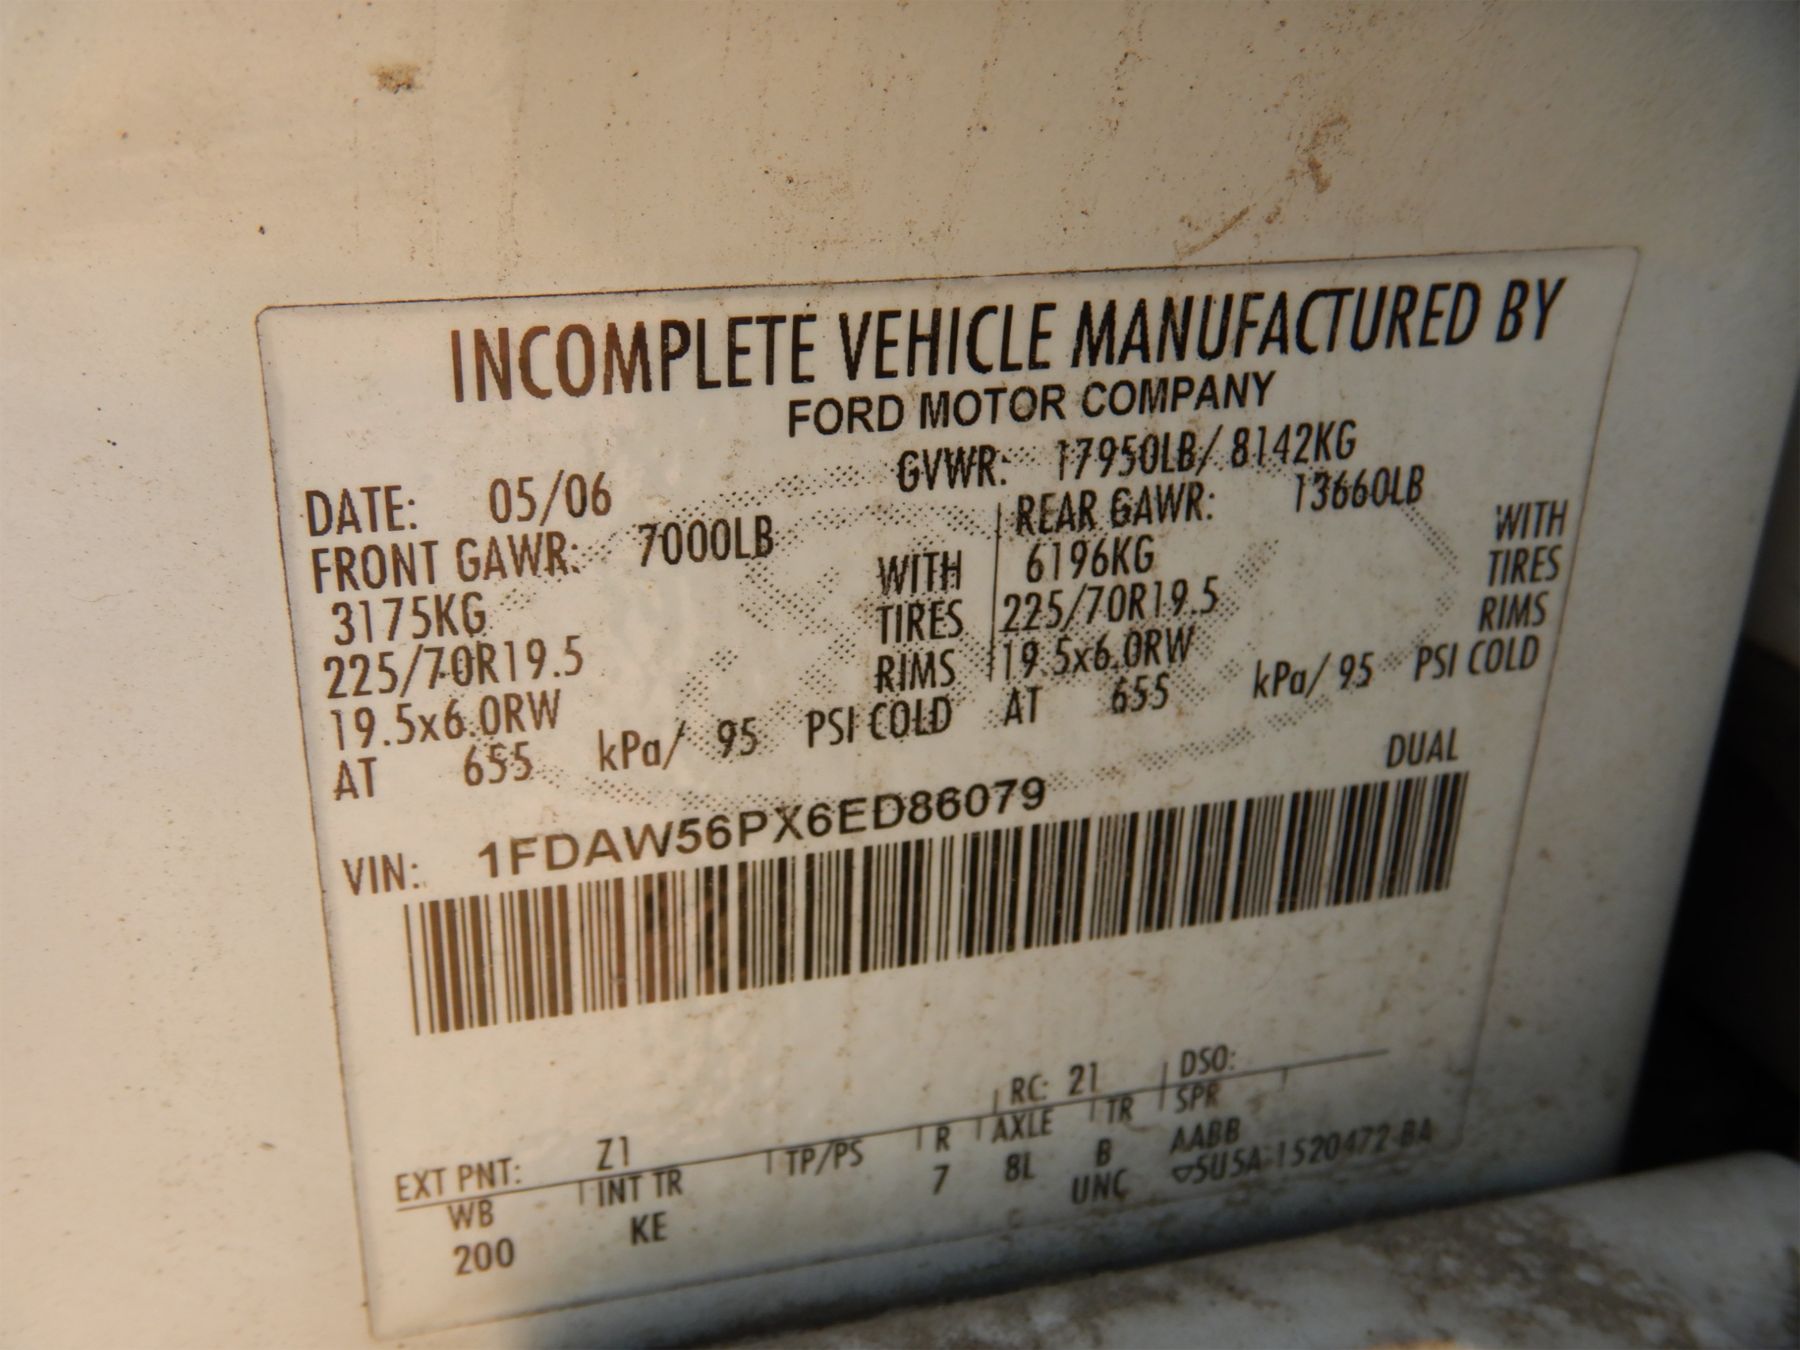 INCOMPLETE VEHICLE MANUFACTURED BY
FORD MOTOR COMPANY
DATE: 05/06 GVWR: 17950LB/ 8142KG
FRONT GAWR: 7000LB REAR GAWR: 13660LB
3175KG WITH 6196KG WITH
225/70R19.5 TIRES 225/70R19.5 TIRES
19.5x6.0RW RIMS 19.5x6.0RW RIMS
AT 655 kPa/ 95 PSI COLD AT 655 kPa/ 95 PSI COLD
DUAL
VIN: 1FDAW56PX6ED86079
EXT PNT: Z1 RC: 21 DSO:
WB INT TR TP/PS R AXLE TR SPR
200 KE 7 8L B AABB
UNC ▽5U5A-1520472-BA